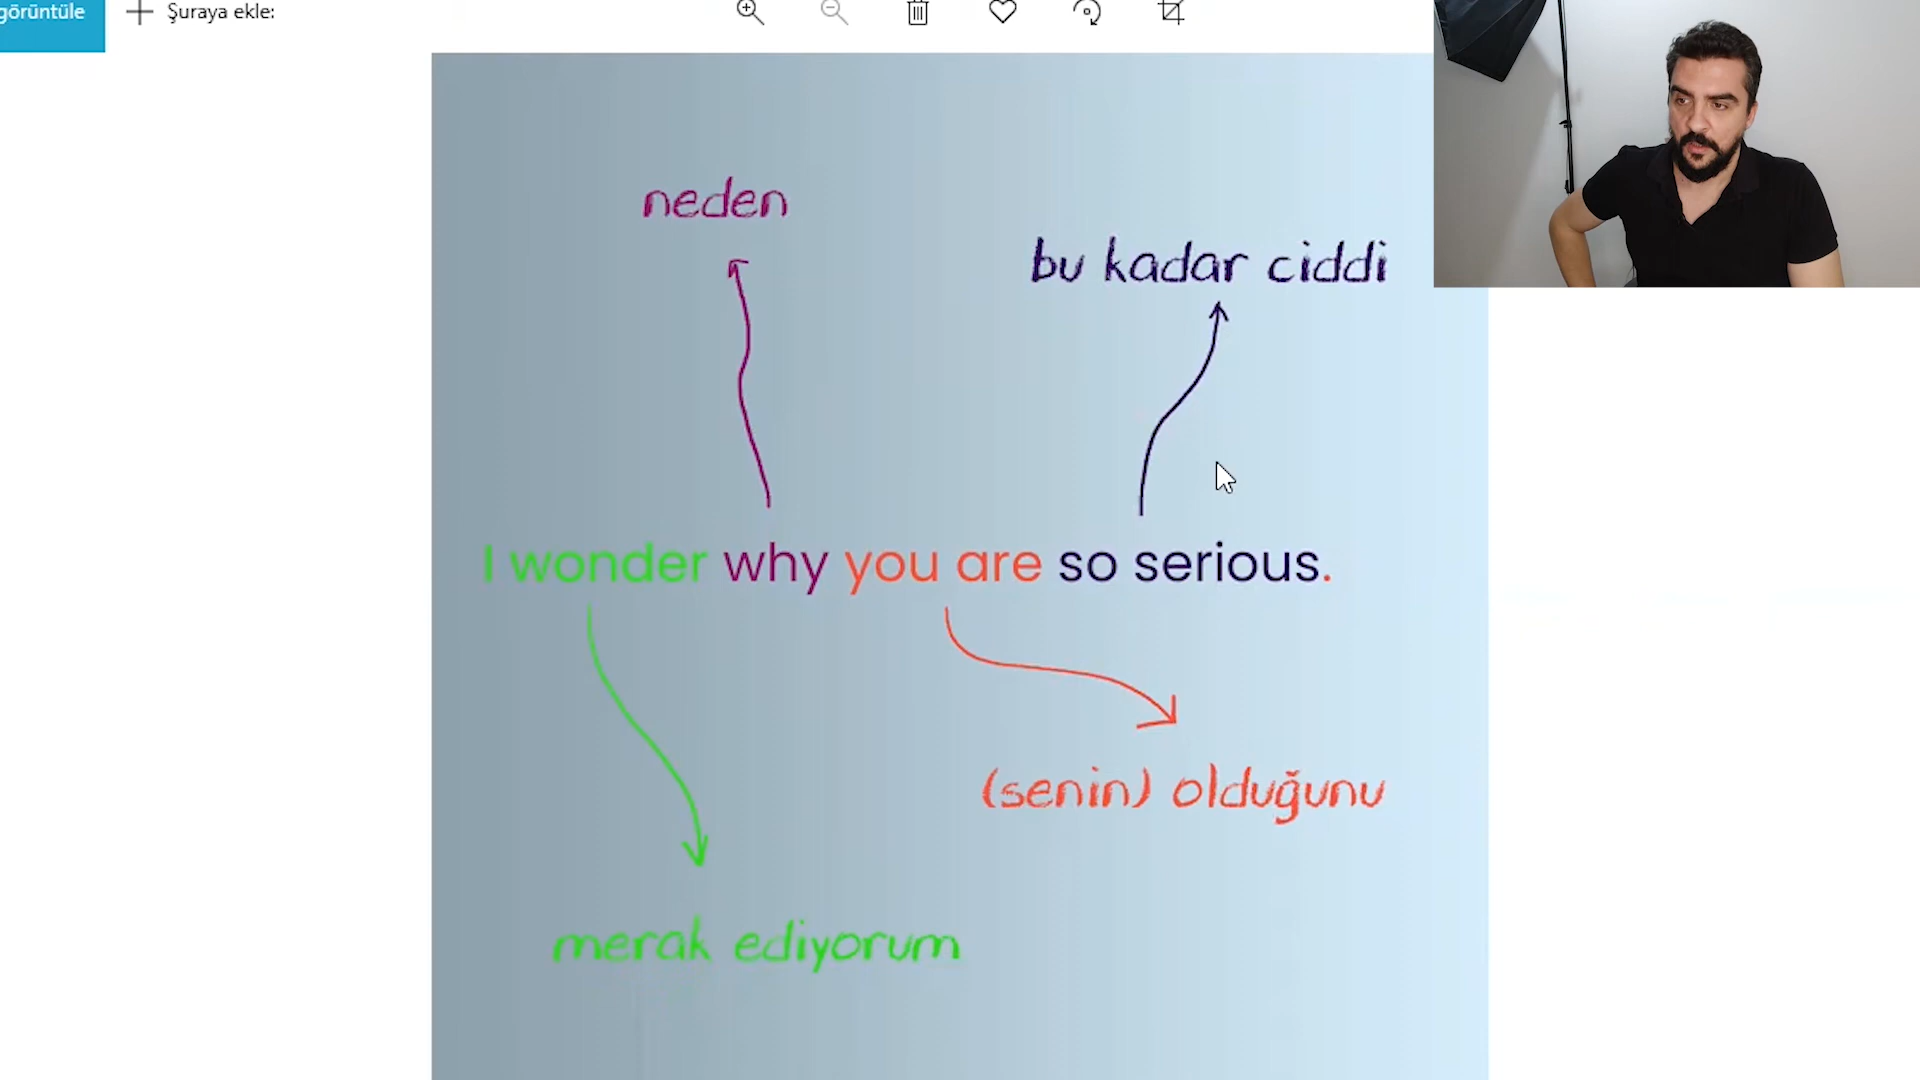 görüntüle
Şuraya ekle:
neden
bu kadar ciddi
I wonder why you are so serious.
(senin) olduğunu
merak ediyorum